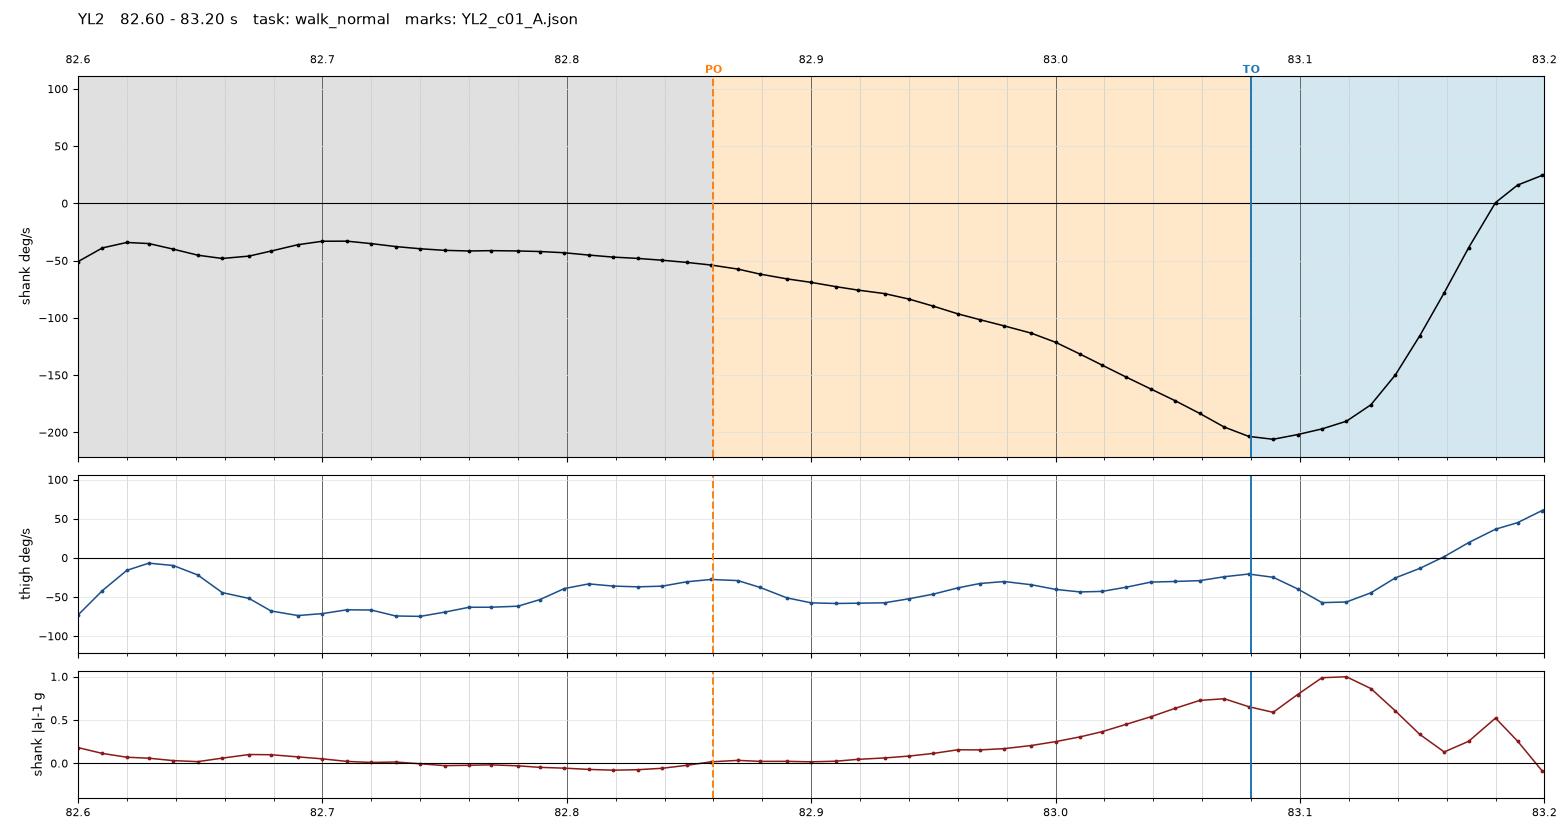 YL2   82.60 - 83.20 s   task: walk_normal   marks: YL2_c01_A.json
82.6 82.7 82.8 82.9 83.0 83.1 83.2
PO TO
100
50
0
−50
−100
−150
−200
shank deg/s
100
50
0
−50
−100
thigh deg/s
1.0
0.5
0.0
shank |a|-1 g
82.6 82.7 82.8 82.9 83.0 83.1 83.2